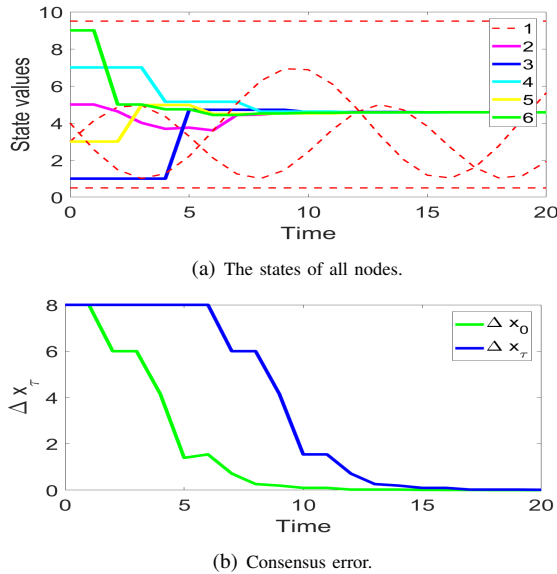 (a)
10
8
6
4
2
0
State values
1
2
3
4
5
6
0 5 10 15 20
Time
(a) The states of all nodes.
(b)
8
6
4
2
0
Δ x_τ
Δ x_0
Δ x_τ
0 5 10 15 20
Time
(b) Consensus error.